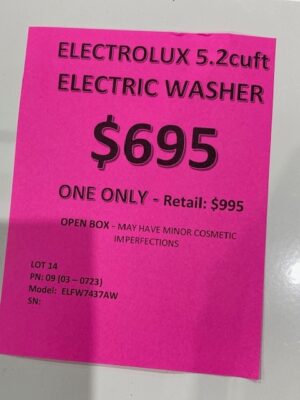 ELECTROLUX 5.2cuft
ELECTRIC WASHER
$695
ONE ONLY - Retail: $995
OPEN BOX - MAY HAVE MINOR COSMETIC
IMPERFECTIONS
LOT 14
PN: 09 (03 – 0723)
Model: ELFW7437AW
SN: